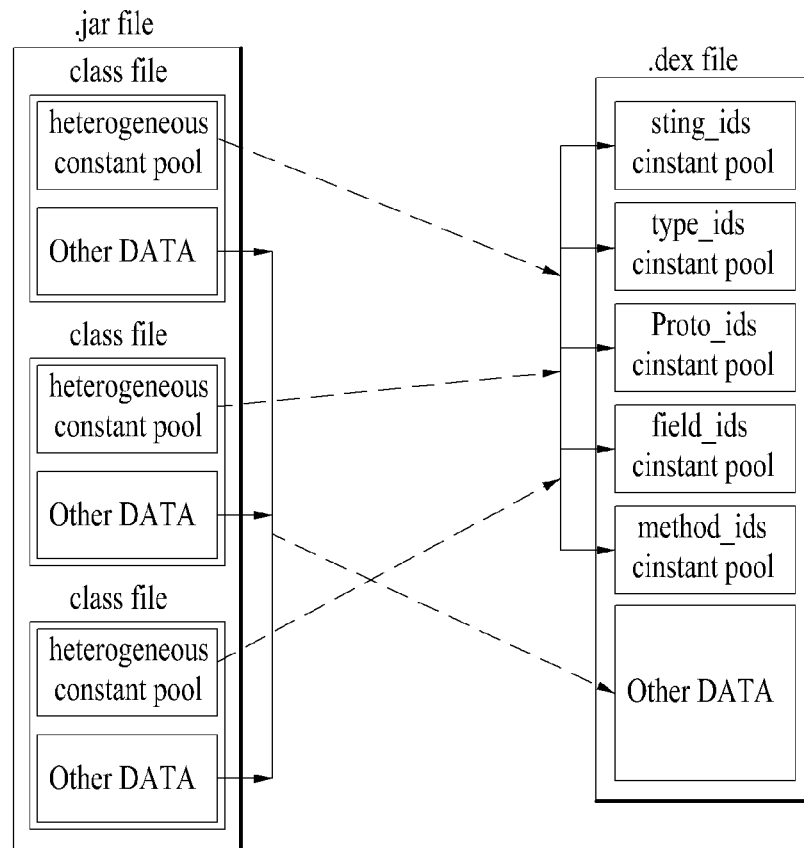 .jar file
class file
heterogeneous
constant pool
Other DATA
class file
heterogeneous
constant pool
Other DATA
class file
heterogeneous
constant pool
Other DATA
.dex file
sting_ids
cinstant pool
type_ids
cinstant pool
Proto_ids
cinstant pool
field_ids
cinstant pool
method_ids
cinstant pool
Other DATA